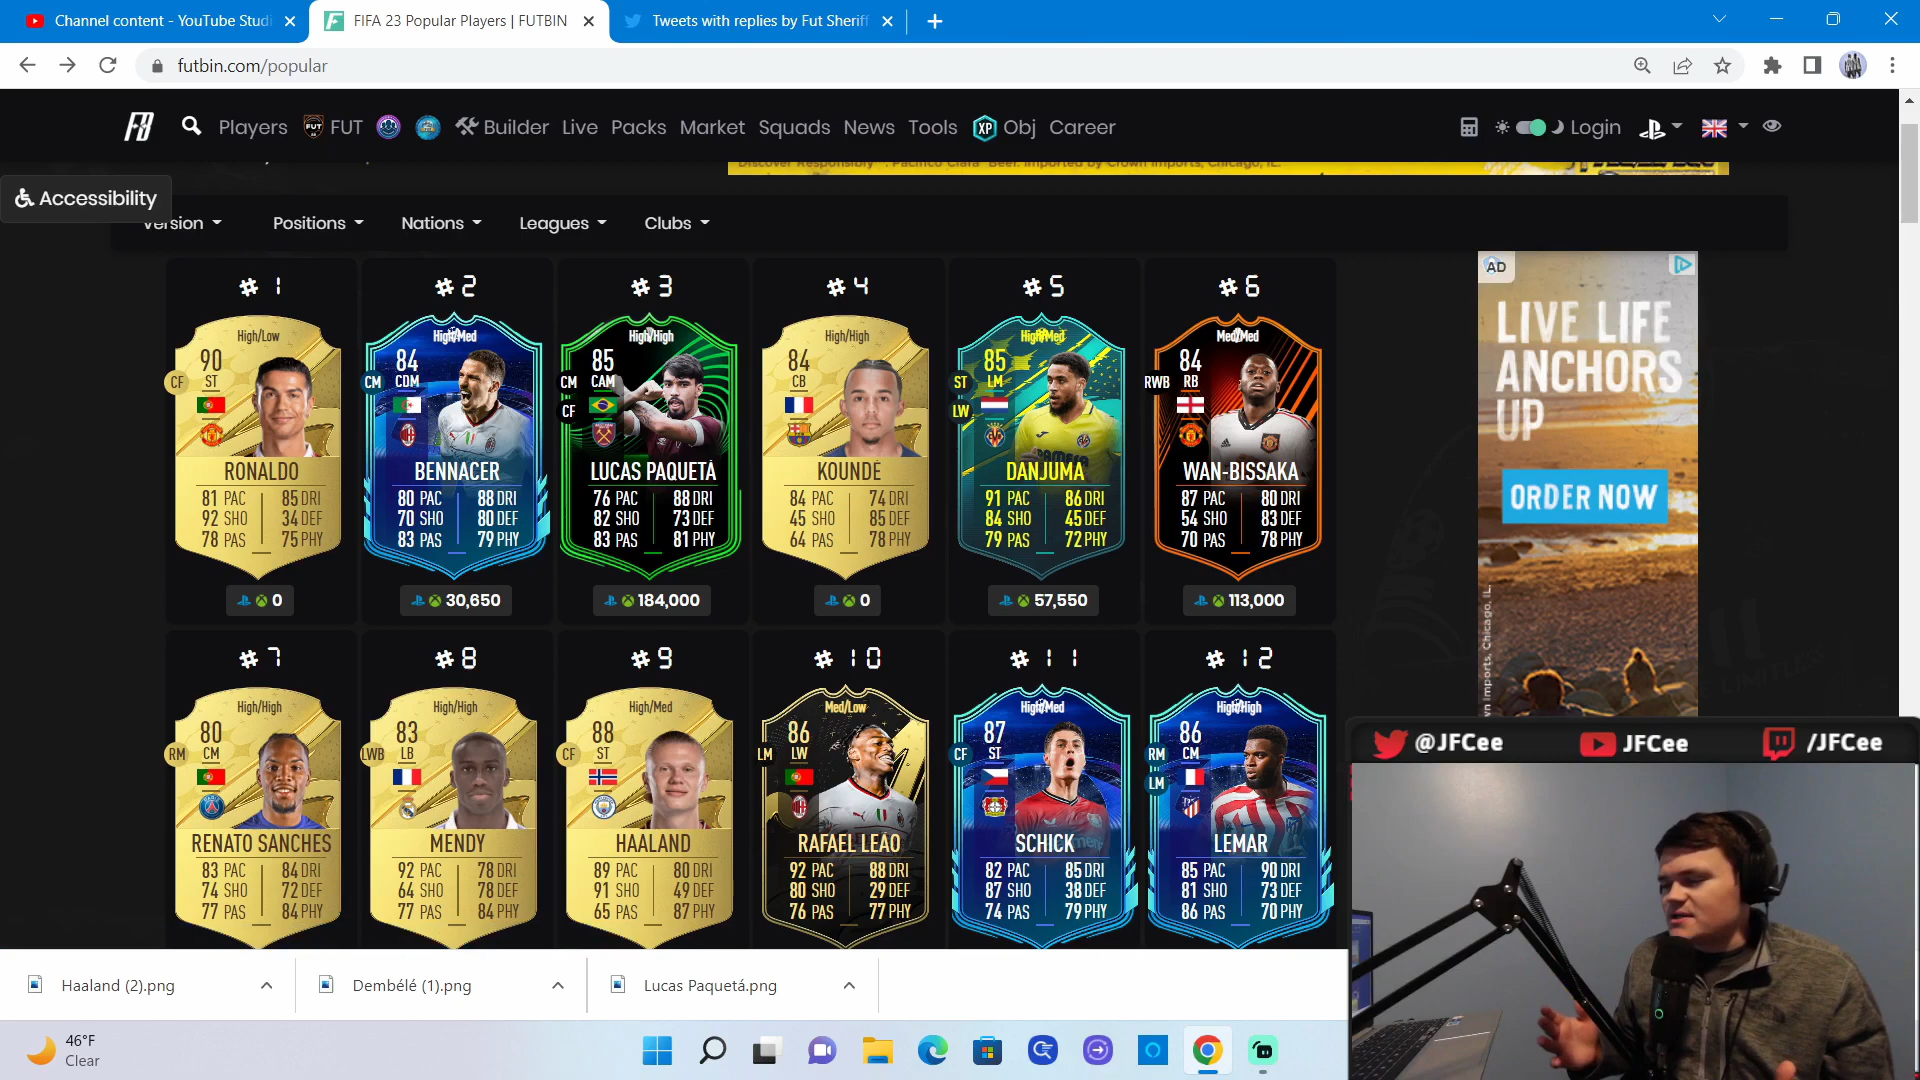 Channel content - YouTube Studi
FIFA 23 Popular Players | FUTBIN
Tweets with replies by Fut Sheriff
futbin.com/popular
Players FUT Builder Live Packs Market Squads News Tools XP Obj Career Login
Discover Responsibly Pacifico Clara Beer. Imported by Crown Imports, Chicago, IL.
Accessibility
Version Positions Nations Leagues Clubs
# 1 # 2 # 3 # 4 # 5 # 6
High/Low
90
ST
CF
RONALDO
81 PAC 85 DRI
92 SHO 34 DEF
78 PAS 75 PHY
0
High/Med
84
CDM
CM
BENNACER
80 PAC 88 DRI
70 SHO 80 DEF
83 PAS 79 PHY
30,650
High/High
85
CAM
CM
CF
LUCAS PAQUETÁ
76 PAC 88 DRI
82 SHO 73 DEF
83 PAS 81 PHY
184,000
High/High
84
CB
KOUNDÉ
84 PAC 74 DRI
45 SHO 85 DEF
64 PAS 78 PHY
0
High/Med
85
LM
ST
LW
DANJUMA
91 PAC 86 DRI
84 SHO 45 DEF
79 PAS 72 PHY
57,550
Med/Med
84
RB
RWB
WAN-BISSAKA
87 PAC 80 DRI
54 SHO 83 DEF
70 PAS 78 PHY
113,000
# 7 # 8 # 9 # 10 # 11 # 12
High/High
80
CM
RM
RENATO SANCHES
83 PAC 84 DRI
74 SHO 72 DEF
77 PAS 84 PHY
High/High
83
LB
LWB
MENDY
92 PAC 78 DRI
64 SHO 78 DEF
77 PAS 84 PHY
High/Med
88
ST
CF
HAALAND
89 PAC 80 DRI
91 SHO 49 DEF
65 PAS 87 PHY
Med/Low
86
LW
LM
RAFAEL LEÃO
92 PAC 88 DRI
80 SHO 29 DEF
76 PAS 77 PHY
High/Med
87
ST
CF
SCHICK
82 PAC 85 DRI
87 SHO 38 DEF
74 PAS 79 PHY
High/High
86
CM
RM
LM
LEMAR
85 PAC 90 DRI
81 SHO 73 DEF
86 PAS 70 PHY
AD
LIVE LIFE
ANCHORS
UP
ORDER NOW
@JFCee JFCee /JFCee
Haaland (2).png
Dembélé (1).png
Lucas Paquetá.png
46°F
Clear